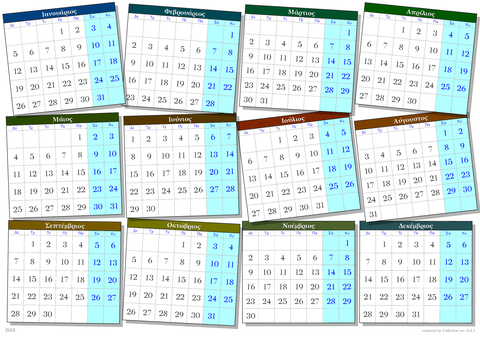 Ιανουάριος
Δε Τρ Τε Πε Πα Σα Κυ
1 2 3 4
5 6 7 8 9 10 11
12 13 14 15 16 17 18
19 20 21 22 23 24 25
26 27 28 29 30 31
Φεβρουάριος
Δε Τρ Τε Πε Πα Σα Κυ
1
2 3 4 5 6 7 8
9 10 11 12 13 14 15
16 17 18 19 20 21 22
23 24 25 26 27 28
Μάρτιος
Δε Τρ Τε Πε Πα Σα Κυ
1
2 3 4 5 6 7 8
9 10 11 12 13 14 15
16 17 18 19 20 21 22
23 24 25 26 27 28 29
30 31
Απρίλιος
Δε Τρ Τε Πε Πα Σα Κυ
1 2 3 4 5
6 7 8 9 10 11 12
13 14 15 16 17 18 19
20 21 22 23 24 25 26
27 28 29 30
Μάιος
Δε Τρ Τε Πε Πα Σα Κυ
1 2 3
4 5 6 7 8 9 10
11 12 13 14 15 16 17
18 19 20 21 22 23 24
25 26 27 28 29 30 31
Ιούνιος
Δε Τρ Τε Πε Πα Σα Κυ
1 2 3 4 5 6 7
8 9 10 11 12 13 14
15 16 17 18 19 20 21
22 23 24 25 26 27 28
29 30
Ιούλιος
Δε Τρ Τε Πε Πα Σα Κυ
1 2 3 4 5
6 7 8 9 10 11 12
13 14 15 16 17 18 19
20 21 22 23 24 25 26
27 28 29 30 31
Αύγουστος
Δε Τρ Τε Πε Πα Σα Κυ
1 2
3 4 5 6 7 8 9
10 11 12 13 14 15 16
17 18 19 20 21 22 23
24 25 26 27 28 29 30
31
Σεπτέμβριος
Δε Τρ Τε Πε Πα Σα Κυ
1 2 3 4 5 6
7 8 9 10 11 12 13
14 15 16 17 18 19 20
21 22 23 24 25 26 27
28 29 30
Οκτώβριος
Δε Τρ Τε Πε Πα Σα Κυ
1 2 3 4
5 6 7 8 9 10 11
12 13 14 15 16 17 18
19 20 21 22 23 24 25
26 27 28 29 30 31
Νοέμβριος
Δε Τρ Τε Πε Πα Σα Κυ
1
2 3 4 5 6 7 8
9 10 11 12 13 14 15
16 17 18 19 20 21 22
23 24 25 26 27 28 29
30
Δεκέμβριος
Δε Τρ Τε Πε Πα Σα Κυ
1 2 3 4 5 6
7 8 9 10 11 12 13
14 15 16 17 18 19 20
21 22 23 24 25 26 27
28 29 30 31
2015